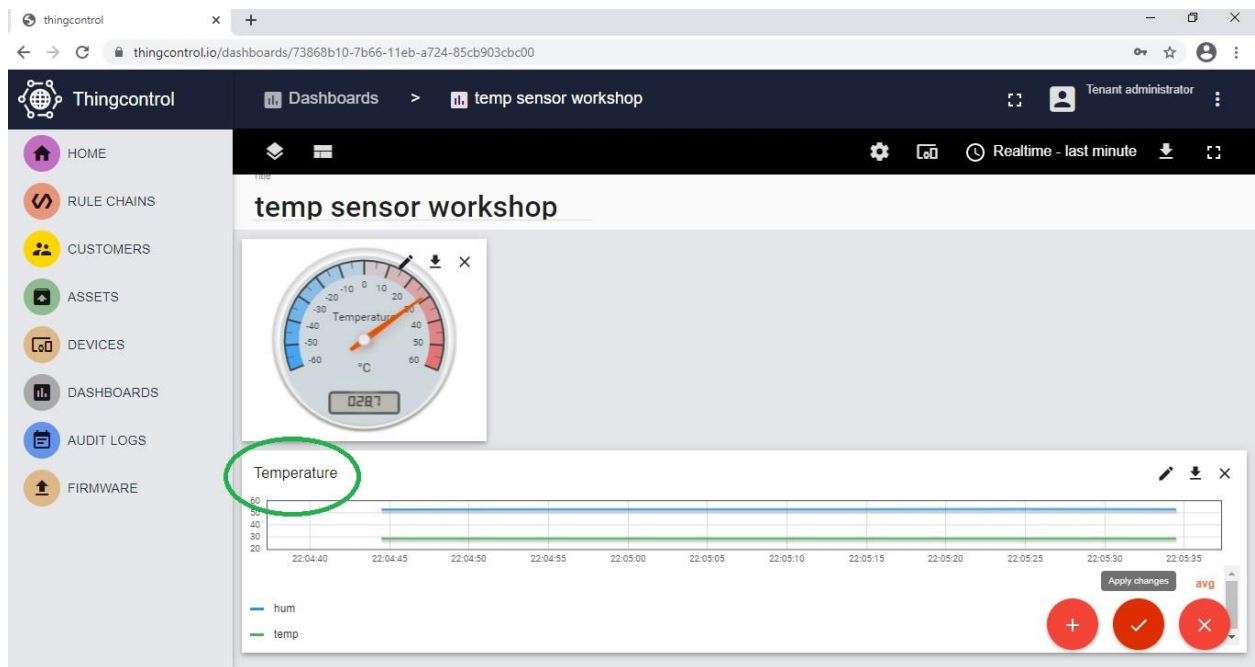 thingcontrol
thingcontrol.io/dashboards/73868b10-7b66-11eb-a724-85cb903cbc00
Thingcontrol
Dashboards > temp sensor workshop
Tenant administrator
HOME
RULE CHAINS
CUSTOMERS
ASSETS
DEVICES
DASHBOARDS
AUDIT LOGS
FIRMWARE
Realtime - last minute
Title
temp sensor workshop
-60 -50 -40 -30 -20 -10 0 10 20 30 40 50 60
Temperature
°C
028.7
Temperature
60
50
40
30
20
22:04:40 22:04:45 22:04:50 22:04:55 22:05:00 22:05:05 22:05:10 22:05:15 22:05:20 22:05:25 22:05:30 22:05:35
Apply changes
avg
hum
temp